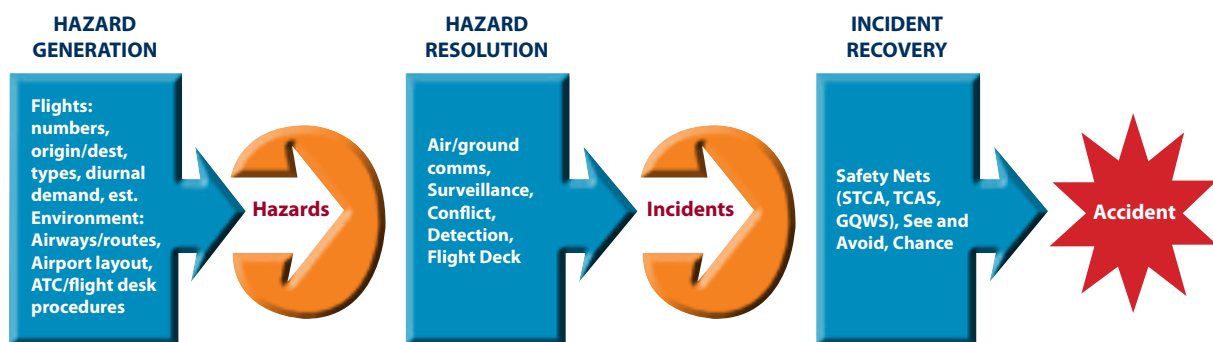 HAZARD
GENERATION
Flights:
numbers,
origin/dest,
types, diurnal
demand, est.
Environment:
Airways/routes,
Airport layout,
ATC/flight desk
procedures
Hazards
HAZARD
RESOLUTION
Air/ground
comms,
Surveillance,
Conflict,
Detection,
Flight Deck
Incidents
INCIDENT
RECOVERY
Safety Nets
(STCA, TCAS,
GQWS), See and
Avoid, Chance
Accident